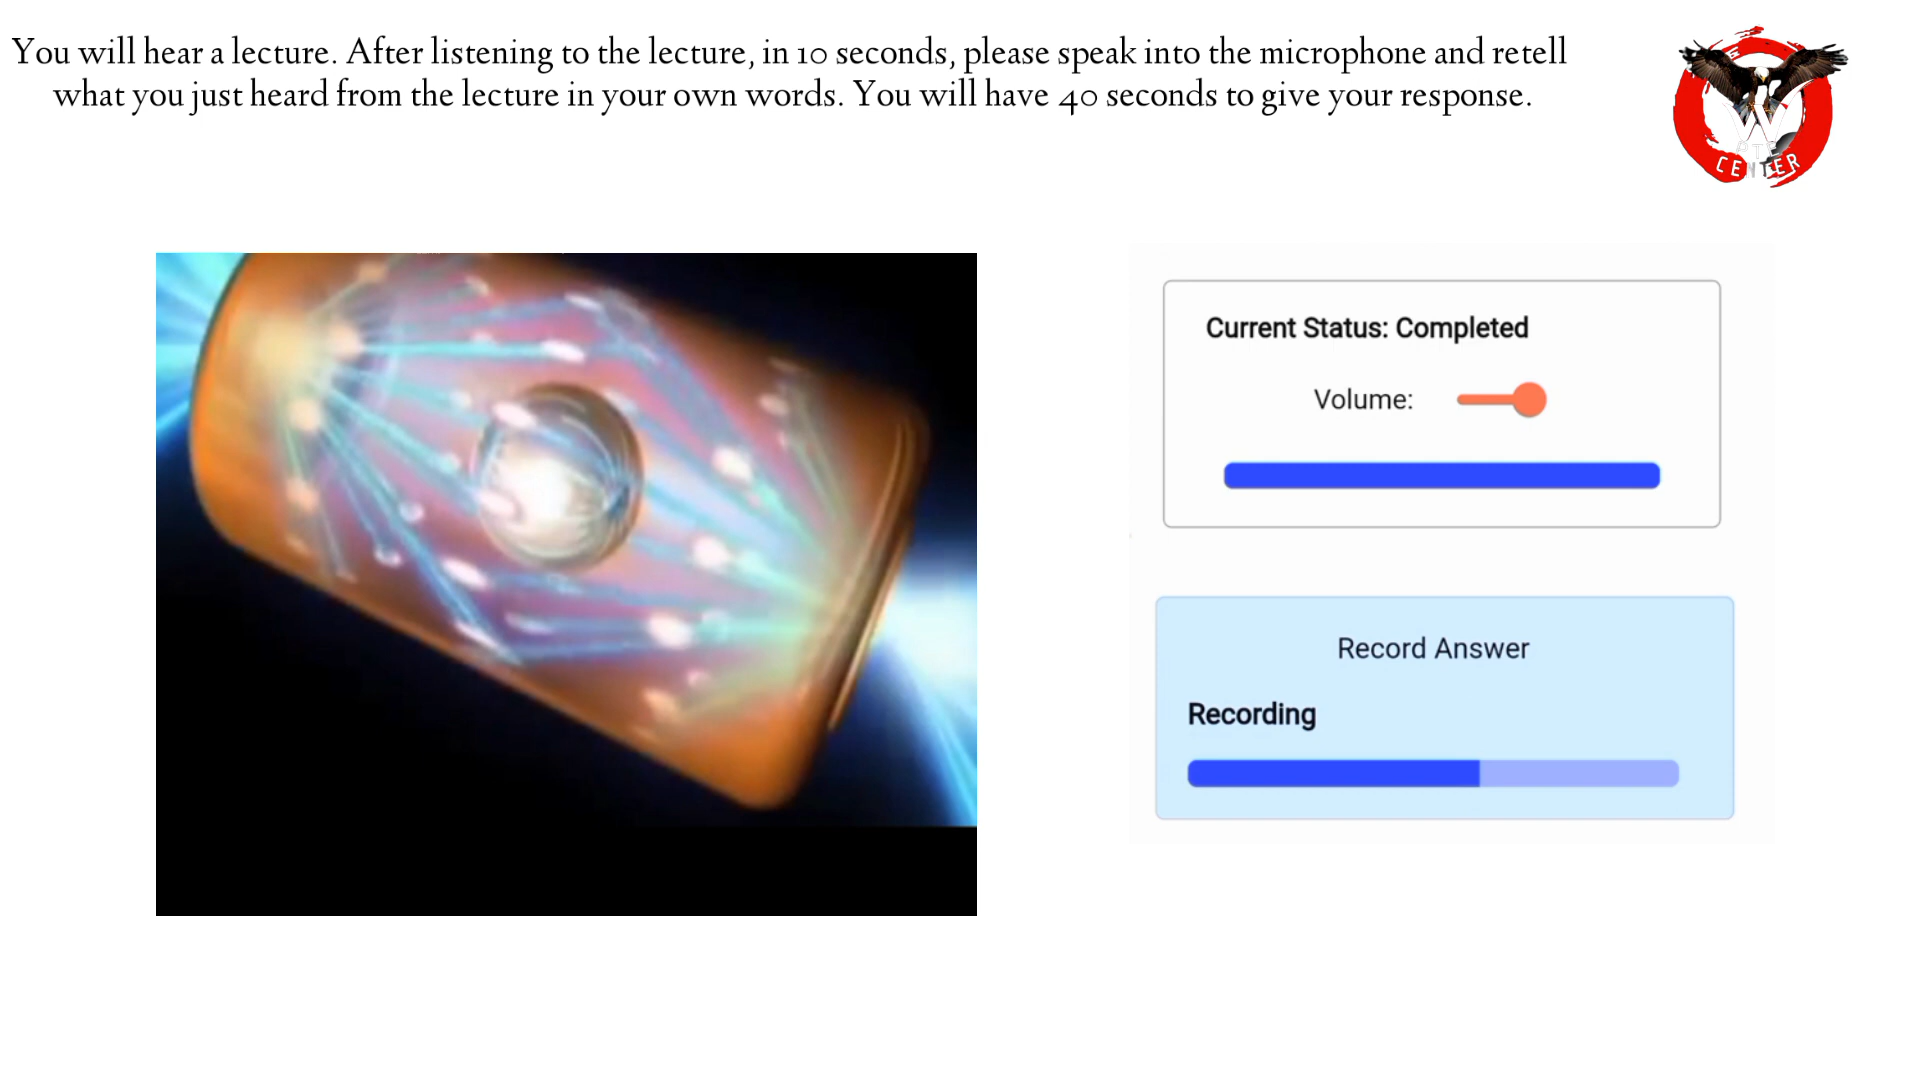 You will hear a lecture. After listening to the lecture, in 10 seconds, please speak into the microphone and retell
what you just heard from the lecture in your own words. You will have 40 seconds to give your response.
W
PTE
CENTER
Current Status: Completed
Volume:
Record Answer
Recording